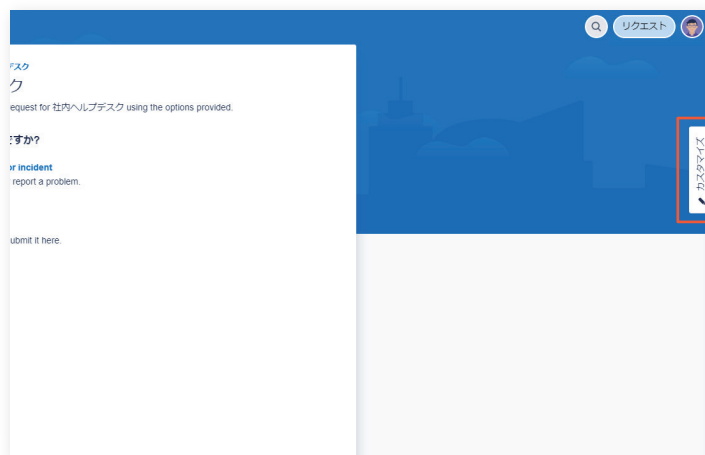 リクエスト
デスク
ク
equest for 社内ヘルプデスク using the options provided.
ですか?
or incident
report a problem.
ubmit it here.
カスタマイズ